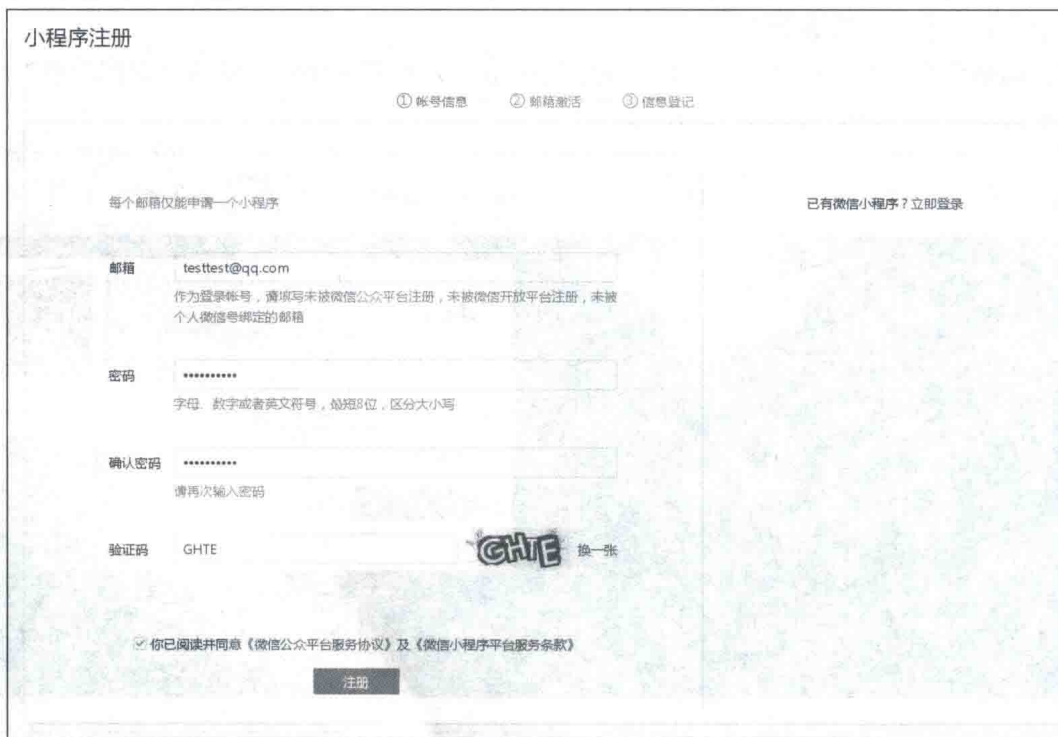 小程序注册
① 帐号信息 ② 邮箱激活 ③ 信息登记
每个邮箱仅能申请一个小程序
已有微信小程序？立即登录
邮箱 testtest@qq.com
作为登录帐号，请填写未被微信公众平台注册，未被微信开放平台注册，未被
个人微信号绑定的邮箱
密码 ••••••••••
字母、数字或者英文符号，最短8位，区分大小写
确认密码 ••••••••••
请再次输入密码
验证码 GHTE GHTE 换一张
你已阅读并同意《微信公众平台服务协议》及《微信小程序平台服务条款》
注册